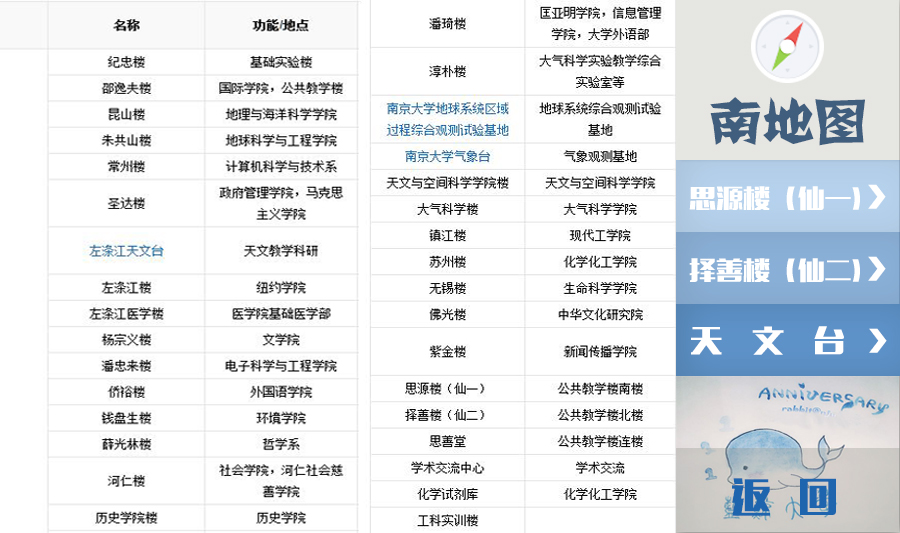 名称 功能/地点
纪忠楼 基础实验楼
邵逸夫楼 国际学院，公共教学楼
昆山楼 地理与海洋科学学院
朱共山楼 地球科学与工程学院
常州楼 计算机科学与技术系
圣达楼 政府管理学院，马克思
主义学院
左涤江天文台 天文教学科研
左涤江楼 纽约学院
左涤江医学楼 医学院基础医学部
杨宗义楼 文学院
潘忠来楼 电子科学与工程学院
侨裕楼 外国语学院
钱盘生楼 环境学院
薛光林楼 哲学系
河仁楼 社会学院，河仁社会慈
善学院
历史学院楼 历史学院
潘琦楼 匡亚明学院，信息管理
学院，大学外语部
淳朴楼 大气科学实验教学综合
实验室等
南京大学地球系统区域 地球系统综合观测试验
过程综合观测试验基地 基地
南京大学气象台 气象观测基地
天文与空间科学学院楼 天文与空间科学学院
大气科学楼 大气科学学院
镇江楼 现代工学院
苏州楼 化学化工学院
无锡楼 生命科学学院
佛光楼 中华文化研究院
紫金楼 新闻传播学院
思源楼（仙一） 公共教学楼南楼
择善楼（仙二） 公共教学楼北楼
思善堂 公共教学楼连楼
学术交流中心 学术交流
化学试剂库 化学化工学院
工科实训楼
南地图
思源楼（仙一）❯
择善楼（仙二）❯
天 文 台 ❯
ANNIVERSARY
返 回